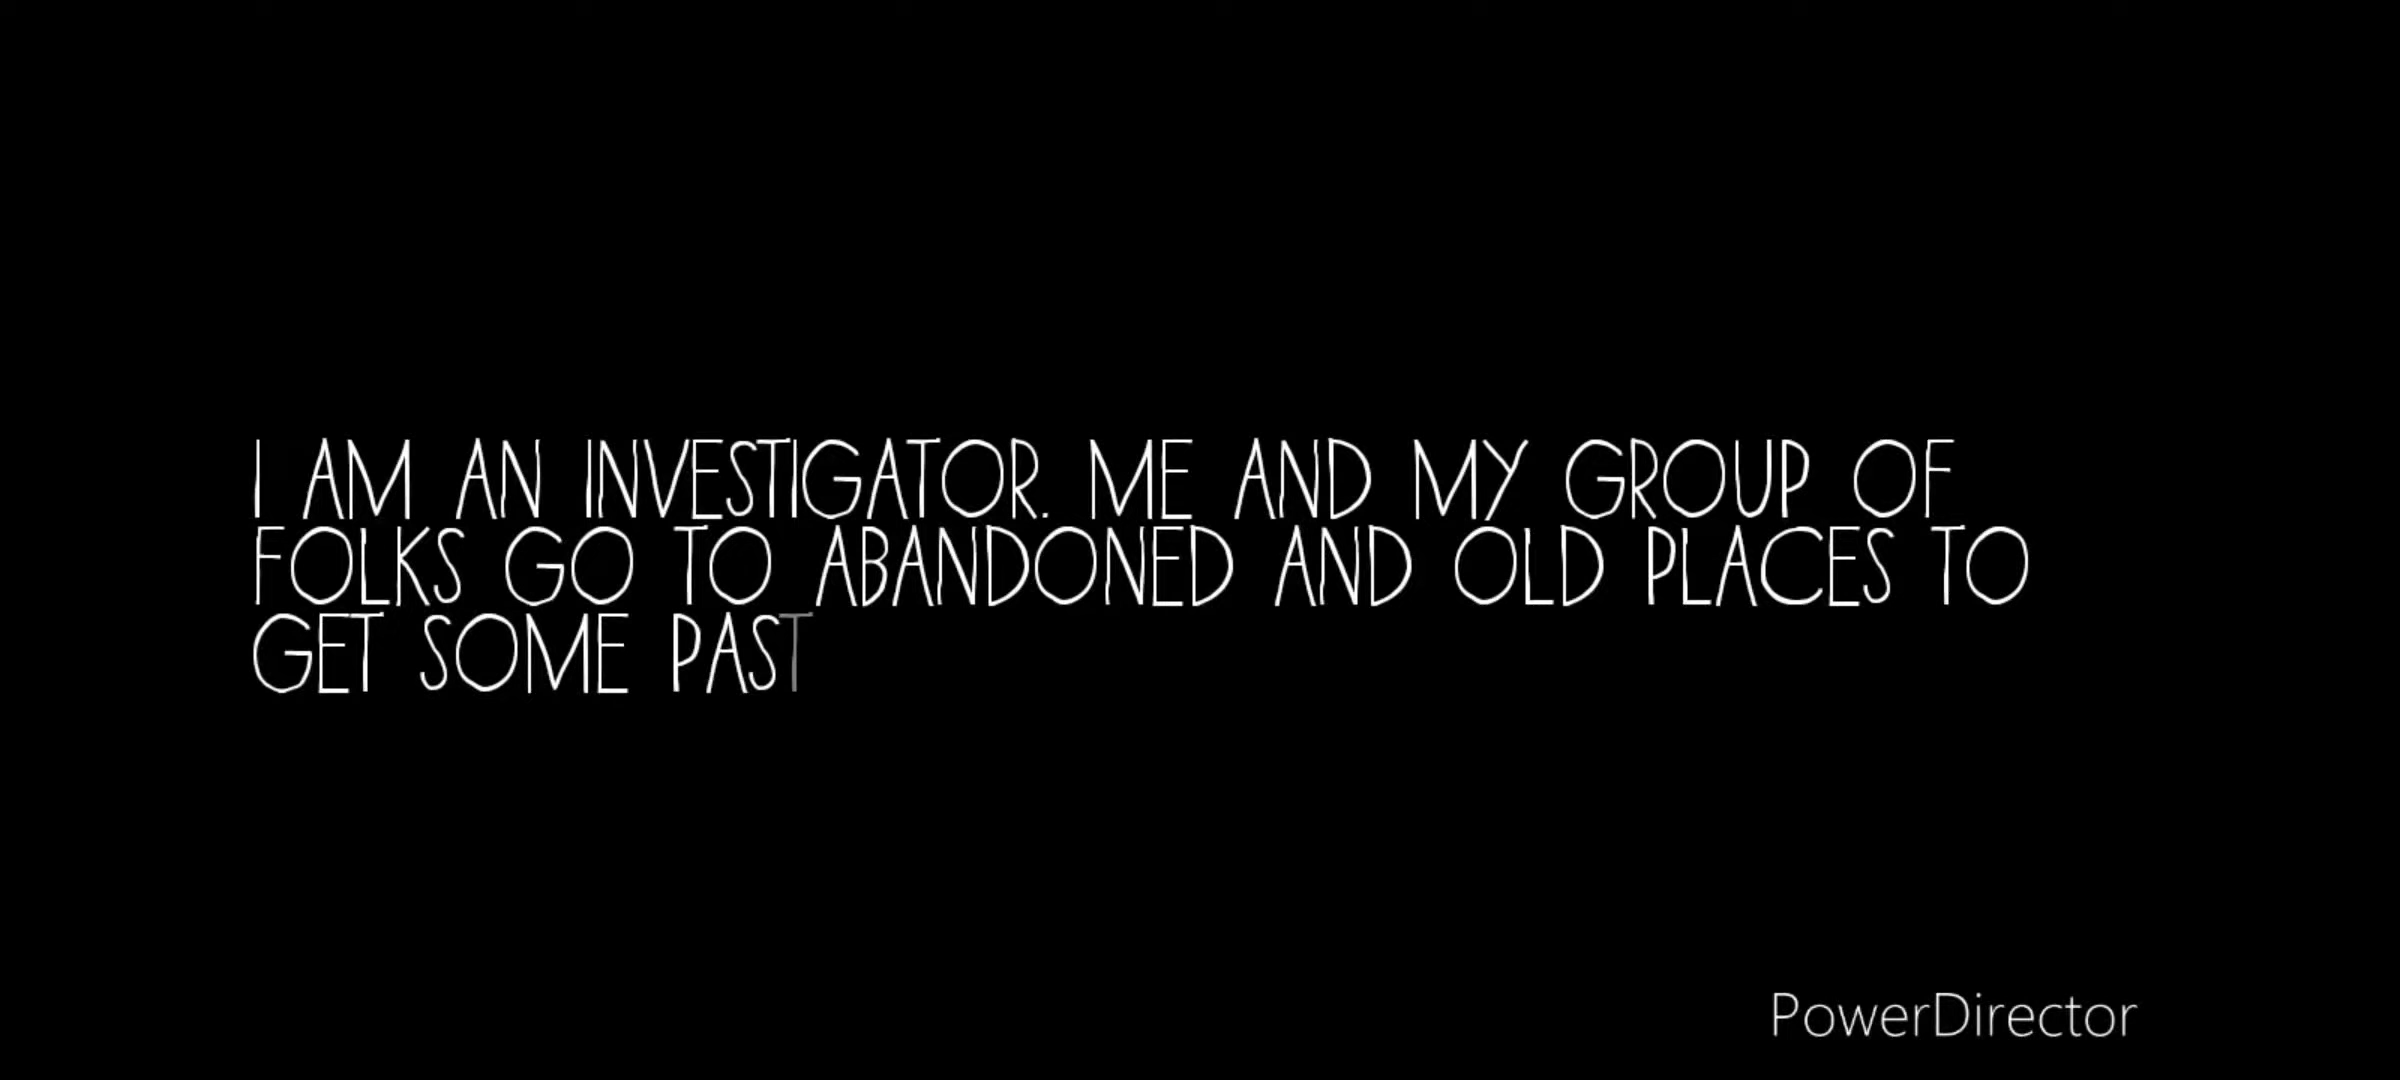 I AM AN INVESTIGATOR. ME AND MY GROUP OF
FOLKS GO TO ABANDONED AND OLD PLACES TO
GET SOME PAST
PowerDirector